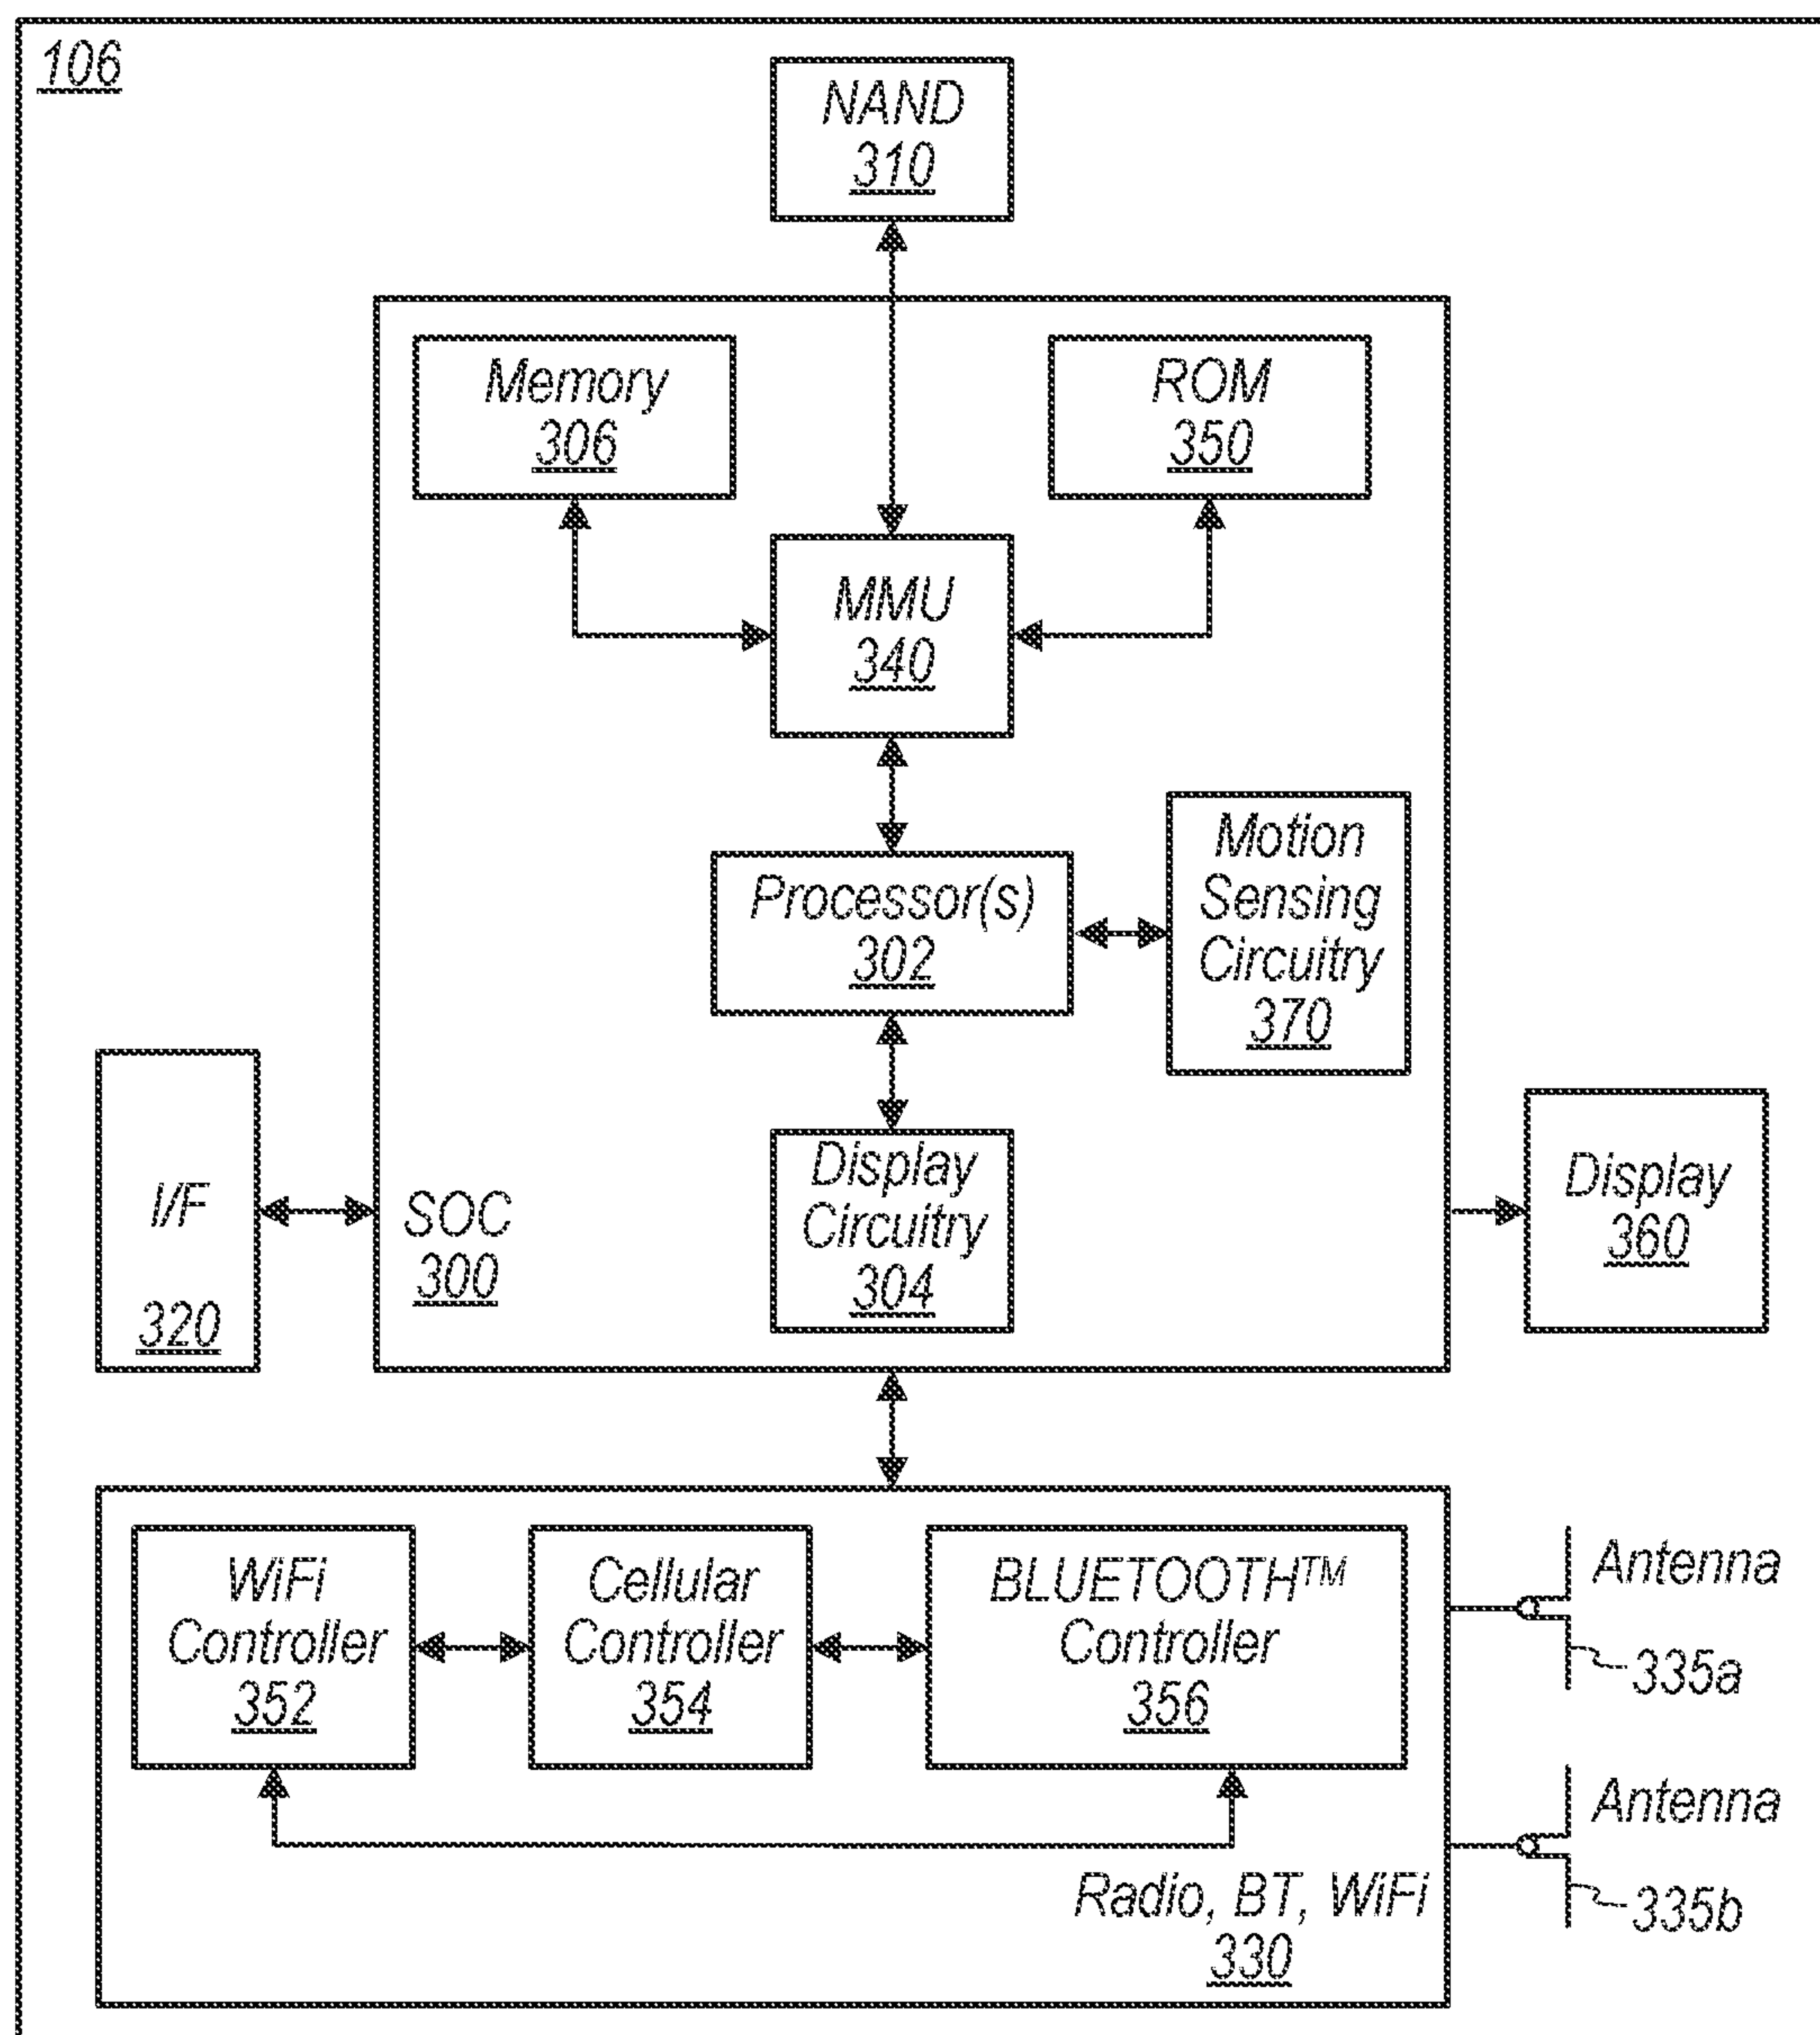 106
NAND
310
Memory
306
ROM
350
MMU
340
Processor(s)
302
Motion
Sensing
Circuitry
370
I/F
320
SOC
300
Display
Circuitry
304
Display
360
WiFi
Controller
352
Cellular
Controller
354
BLUETOOTH™
Controller
356
Antenna
335a
Antenna
335b
Radio, BT, WiFi
330